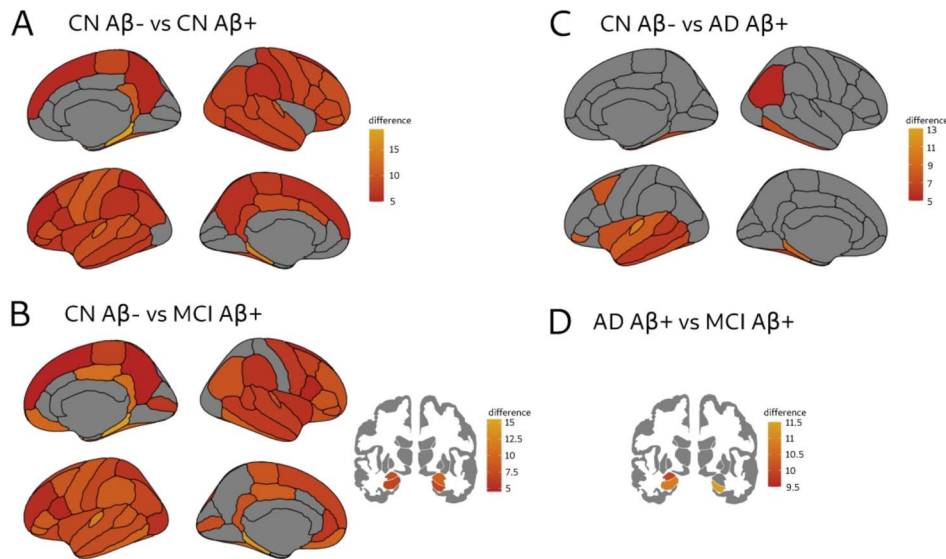 A CN Aβ- vs CN Aβ+
difference
15
10
5
B CN Aβ- vs MCI Aβ+
difference
15
12.5
10
7.5
5
C CN Aβ- vs AD Aβ+
difference
13
11
9
7
5
D AD Aβ+ vs MCI Aβ+
difference
11.5
11
10.5
10
9.5